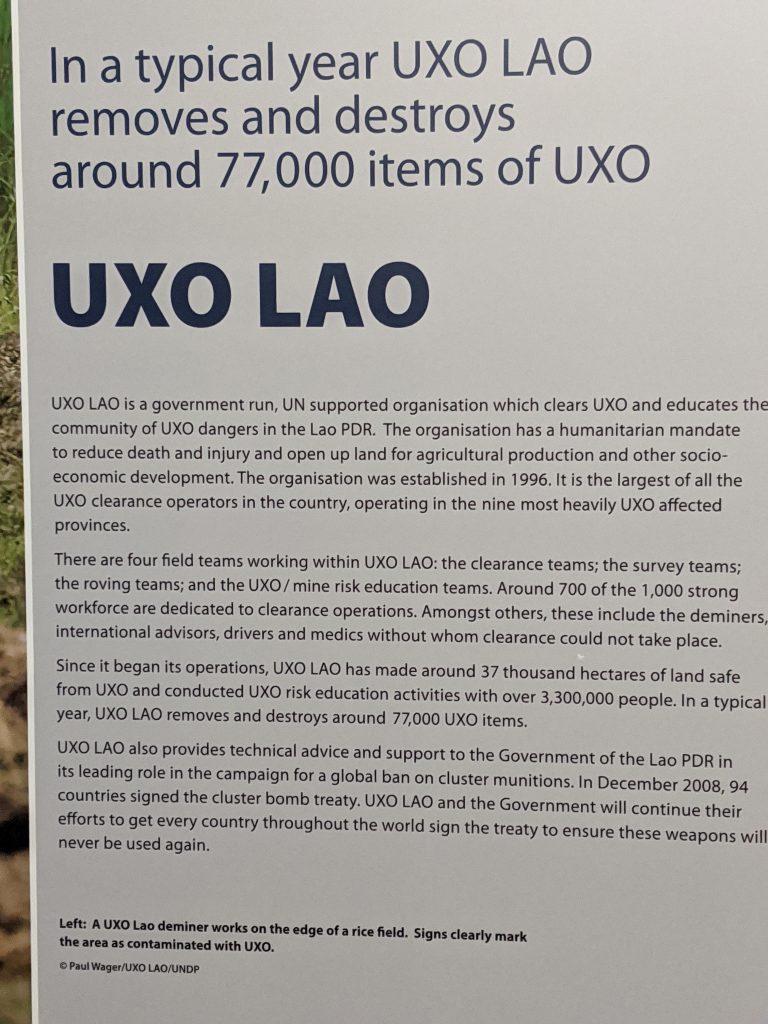 In a typical year UXO LAO
removes and destroys
around 77,000 items of UXO
UXO LAO
UXO LAO is a government run, UN supported organisation which clears UXO and educates the
community of UXO dangers in the Lao PDR. The organisation has a humanitarian mandate
to reduce death and injury and open up land for agricultural production and other socio-
economic development. The organisation was established in 1996. It is the largest of all the
UXO clearance operators in the country, operating in the nine most heavily UXO affected
provinces.
There are four field teams working within UXO LAO: the clearance teams; the survey teams;
the roving teams; and the UXO/mine risk education teams. Around 700 of the 1,000 strong
workforce are dedicated to clearance operations. Amongst others, these include the deminers,
international advisors, drivers and medics without whom clearance could not take place.
Since it began its operations, UXO LAO has made around 37 thousand hectares of land safe
from UXO and conducted UXO risk education activities with over 3,300,000 people. In a typical
year, UXO LAO removes and destroys around 77,000 UXO items.
UXO LAO also provides technical advice and support to the Government of the Lao PDR in
its leading role in the campaign for a global ban on cluster munitions. In December 2008, 94
countries signed the cluster bomb treaty. UXO LAO and the Government will continue their
efforts to get every country throughout the world sign the treaty to ensure these weapons will
never be used again.
Left: A UXO Lao deminer works on the edge of a rice field. Signs clearly mark
the area as contaminated with UXO.
© Paul Wager/UXO LAO/UNDP